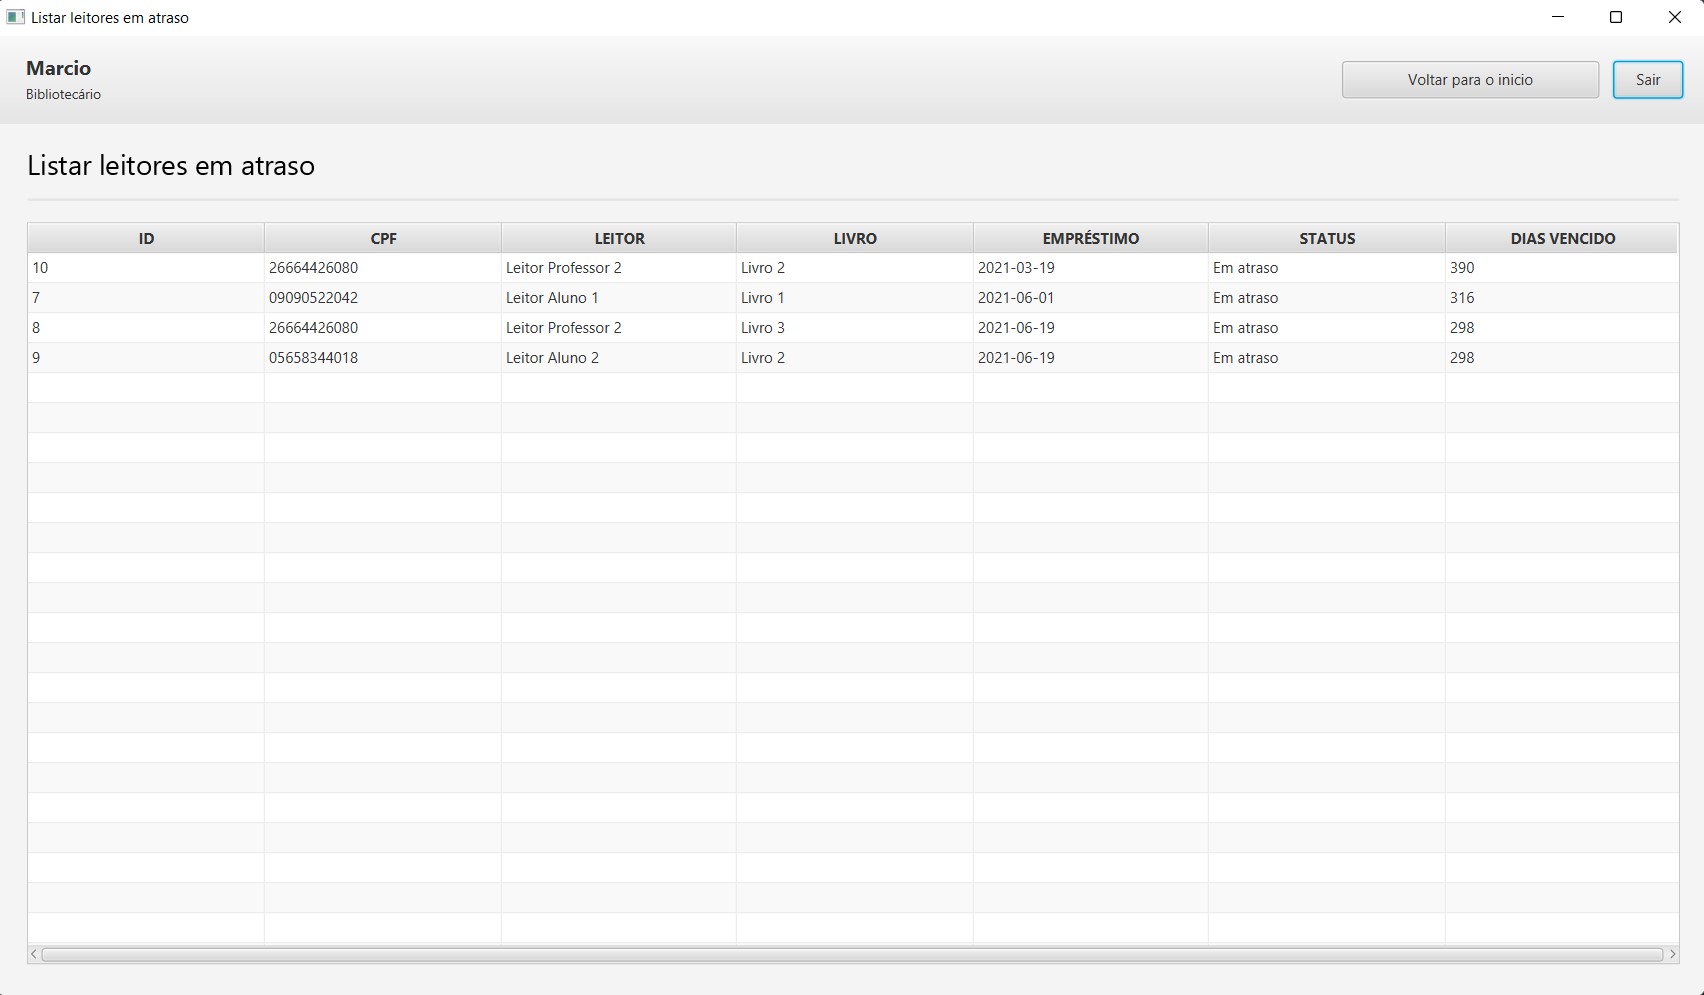 Listar leitores em atraso
Marcio
Bibliotecário
Voltar para o inicio Sair
Listar leitores em atraso
ID CPF LEITOR LIVRO EMPRÉSTIMO STATUS DIAS VENCIDO
10 26664426080 Leitor Professor 2 Livro 2 2021-03-19 Em atraso 390
7 09090522042 Leitor Aluno 1 Livro 1 2021-06-01 Em atraso 316
8 26664426080 Leitor Professor 2 Livro 3 2021-06-19 Em atraso 298
9 05658344018 Leitor Aluno 2 Livro 2 2021-06-19 Em atraso 298